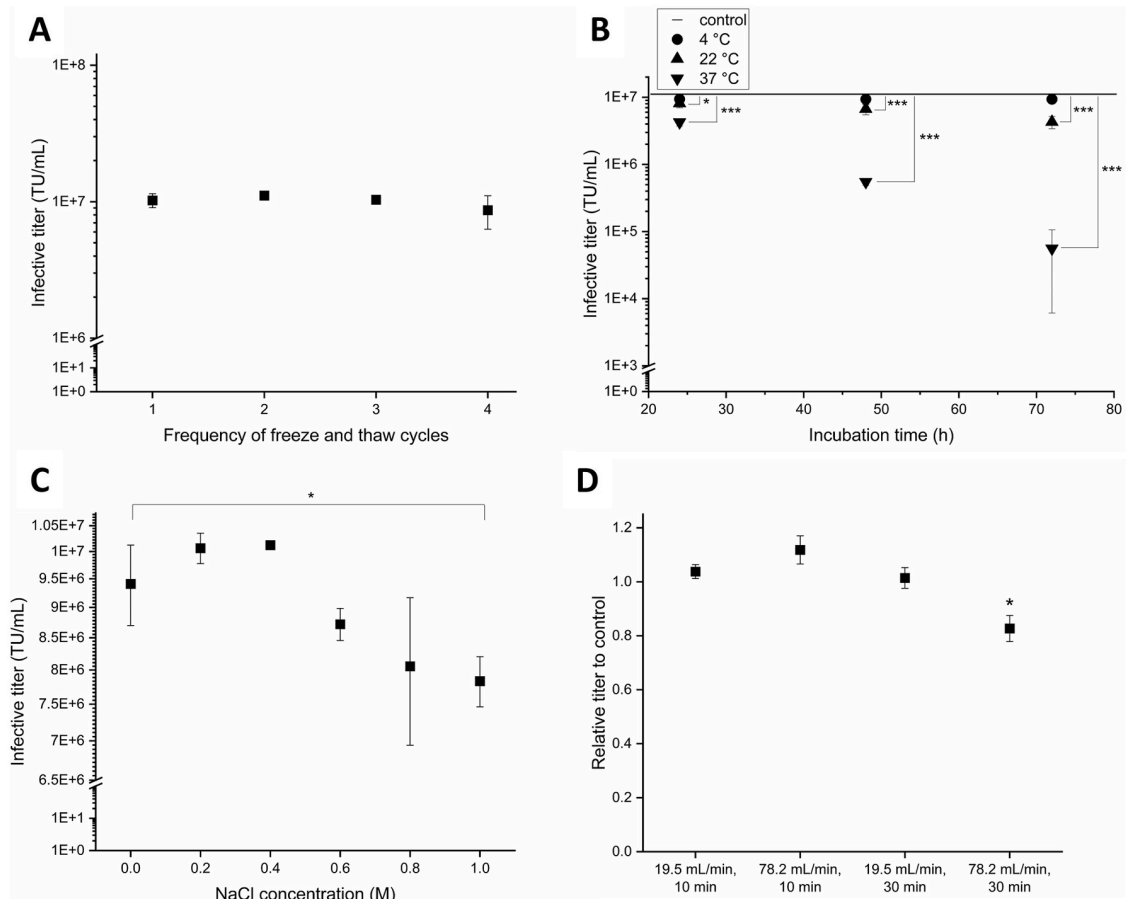 A
1E+8
1E+7
1E+6
1E+1
1E+0
1
2
3
4
Infective titer (TU/mL)
Frequency of freeze and thaw cycles
B
control
4 °C
22 °C
37 °C
1E+7
1E+6
1E+5
1E+4
1E+3
1E+0
*
***
***
***
***
***
20
30
40
50
60
70
80
Infective titer (TU/mL)
Incubation time (h)
C
*
1.05E+7
1E+7
9.5E+6
9E+6
8.5E+6
8E+6
7.5E+6
7E+6
6.5E+6
1E+1
1E+0
0.0
0.2
0.4
0.6
0.8
1.0
Infective titer (TU/mL)
NaCl concentration (M)
D
1.2
1.0
0.8
0.6
0.4
0.2
0.0
*
Relative titer to control
19.5 mL/min,
10 min
78.2 mL/min,
10 min
19.5 mL/min,
30 min
78.2 mL/min,
30 min